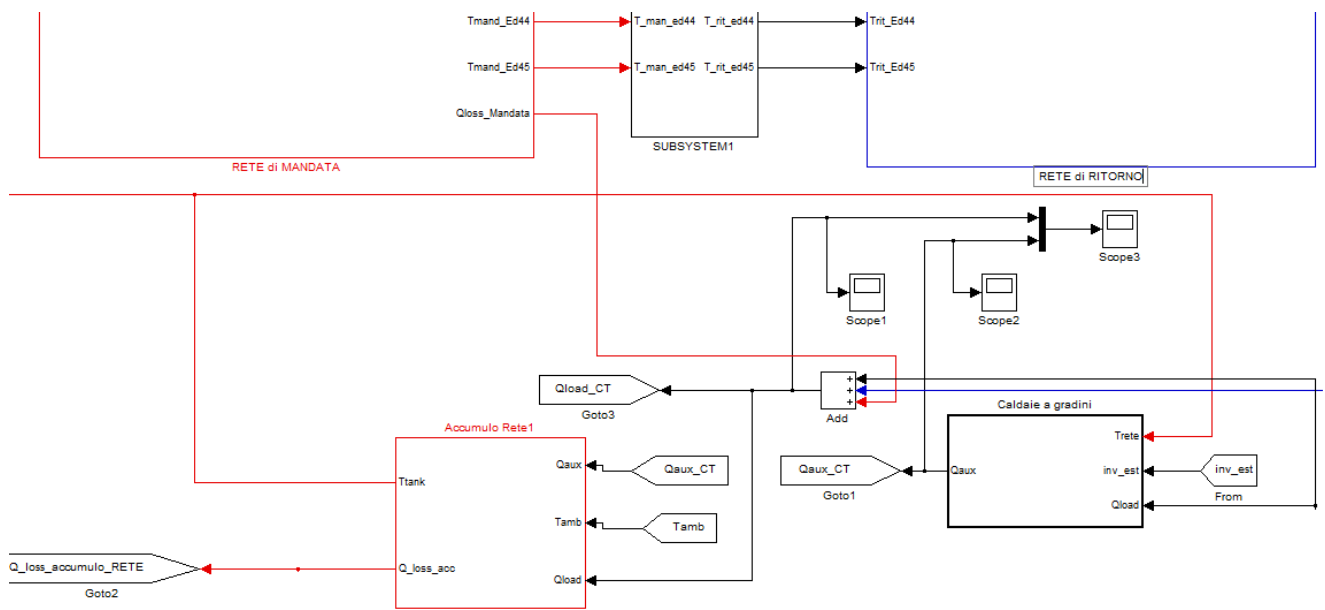 Tmand_Ed44
T_man_ed44
T_rit_ed44
Trit_Ed44
Tmand_Ed45
T_man_ed45
T_rit_ed45
Trit_Ed45
Qloss_Mandata
SUBSYSTEM1
RETE di MANDATA
RETE di RITORNO
Scope3
Scope1
Scope2
Qload_CT
Goto3
+
+
+
Add
Caldaie a gradini
Trete
inv_est
Qload
Qaux
inv_est
From
Qaux_CT
Goto1
Accumulo Rete1
Qaux
Qaux_CT
Ttank
Tamb
Tamb
Q_loss_acc
Qload
Q_loss_accumulo_RETE
Goto2